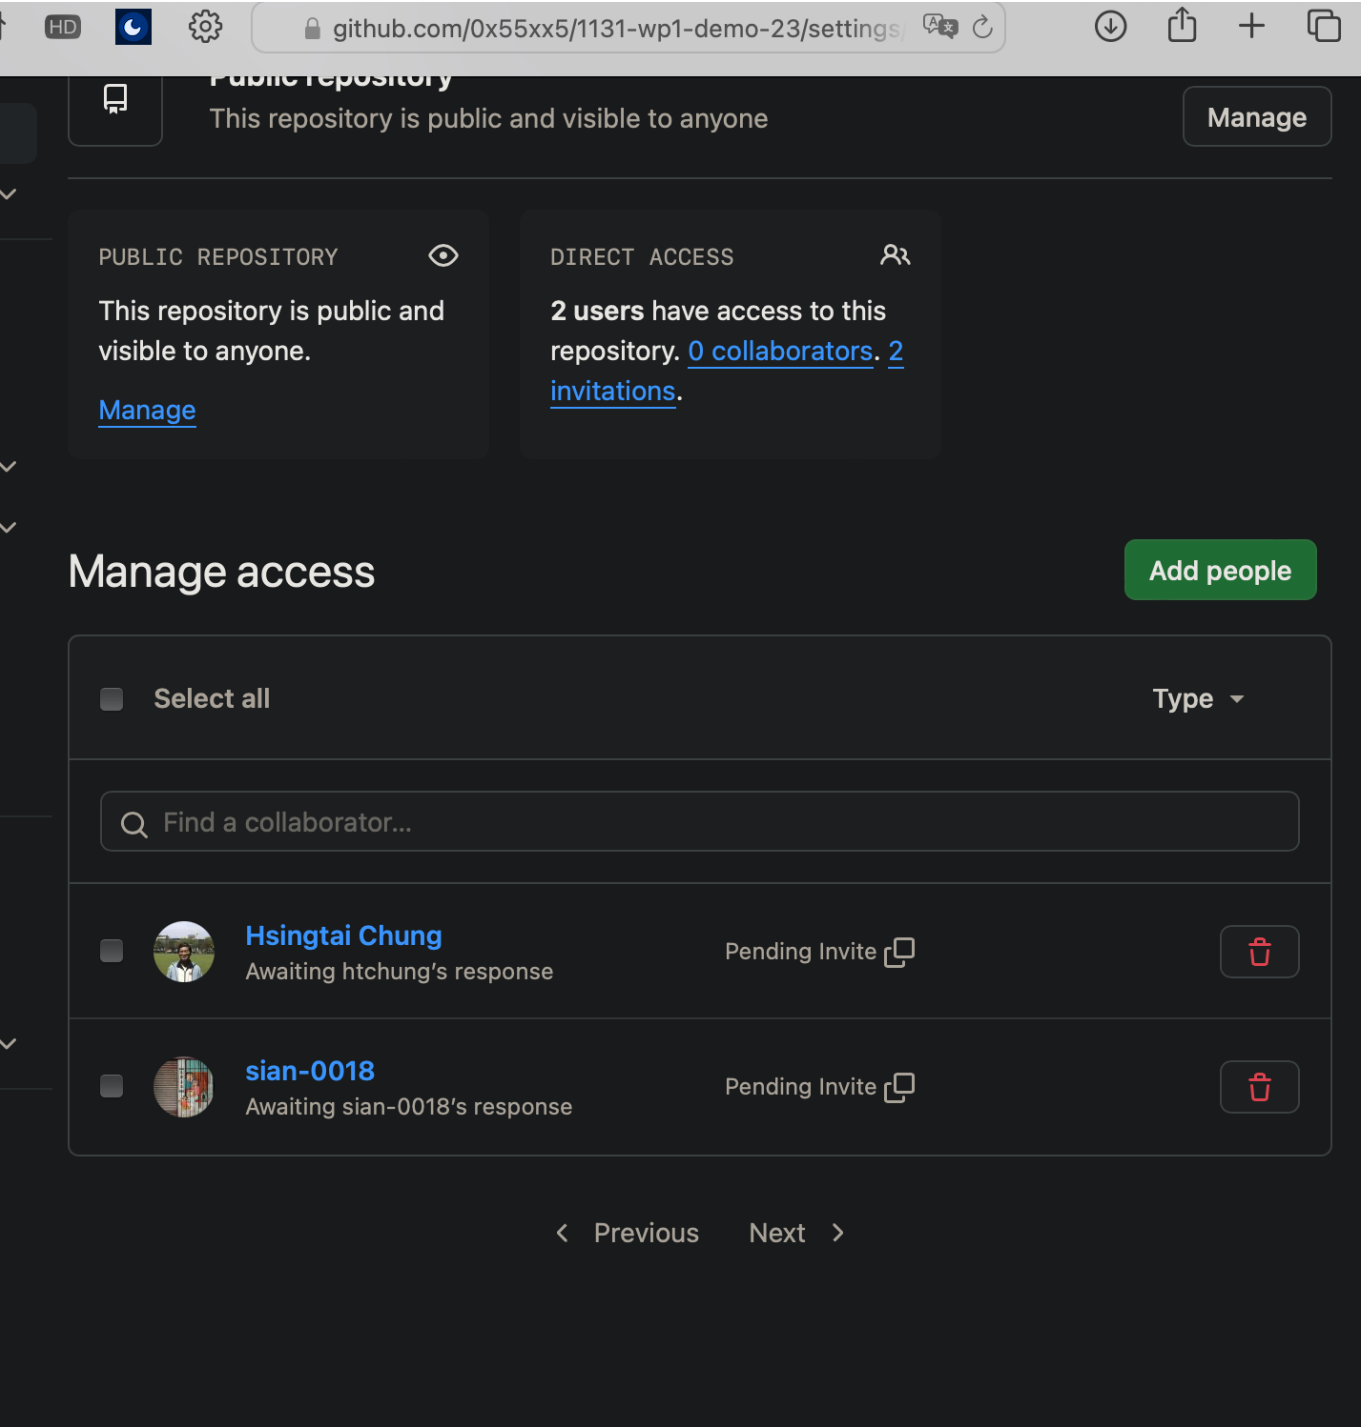 HD
github.com/0x55xx5/1131-wp1-demo-23/settings/
Public repository
This repository is public and visible to anyone
Manage
PUBLIC REPOSITORY
This repository is public and
visible to anyone.
Manage
DIRECT ACCESS
2 users have access to this
repository. 0 collaborators. 2
invitations.
Manage access
Add people
Select all
Type
Find a collaborator...
Hsingtai Chung
Awaiting htchung’s response
Pending Invite
sian-0018
Awaiting sian-0018’s response
Pending Invite
Previous
Next